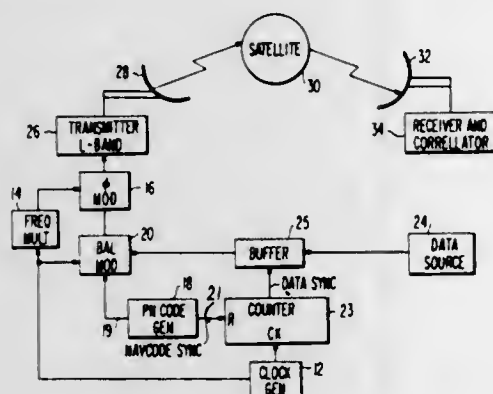 28
SATELLITE
30
32
26
TRANSMITTER
L-BAND
34
RECEIVER AND
CORRELLATOR
14
FREQ
MULT
ϕ
MOD
16
20
BAL
MOD
25
BUFFER
24
DATA
SOURCE
DATA SYNC
18
PN CODE
GEN
19
21
NAVCODE SYNC
R
COUNTER
CK
23
CLOCK
GEN
12